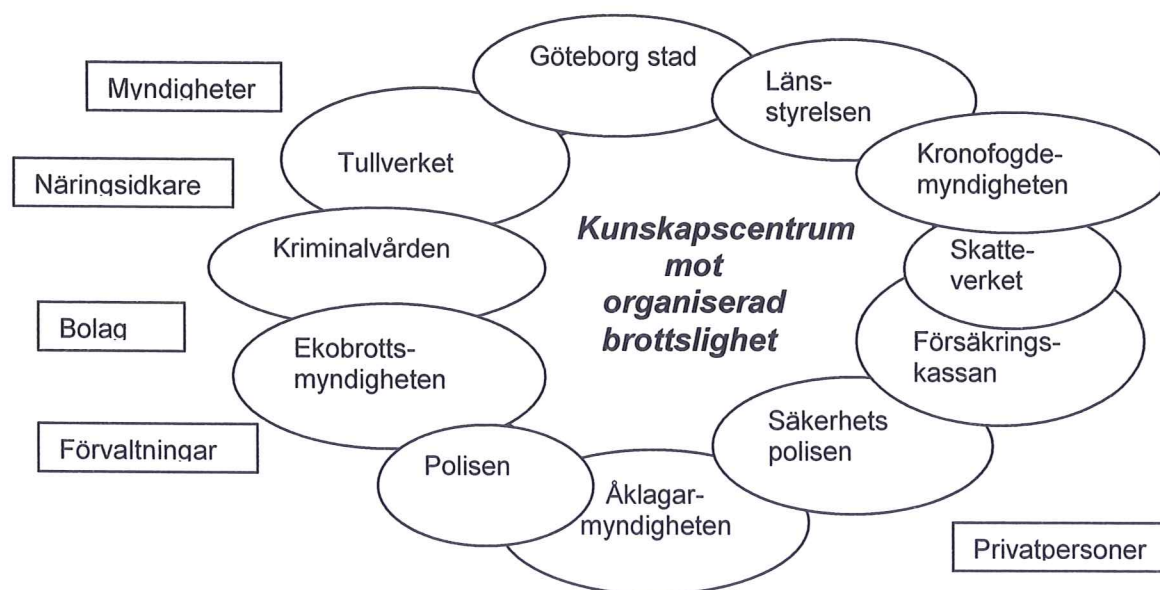 Göteborg stad
Läns-
styrelsen
Myndigheter
Tullverket
Kronofogde-
myndigheten
Näringsidkare
Kunskapscentrum
mot
organiserad
brottslighet
Kriminalvården
Skatte-
verket
Bolag
Ekobrotts-
myndigheten
Försäkrings-
kassan
Säkerhets
polisen
Förvaltningar
Polisen
Åklagar-
myndigheten
Privatpersoner